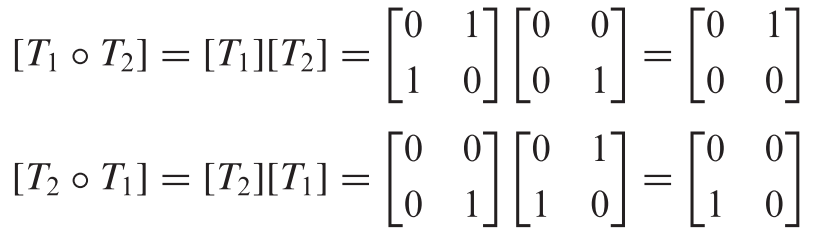 [T₁ ∘ T₂] = [T₁][T₂] = [0 1; 1 0] [0 0; 0 1] = [0 1; 0 0]
[T₂ ∘ T₁] = [T₂][T₁] = [0 0; 0 1] [0 1; 1 0] = [0 0; 1 0]